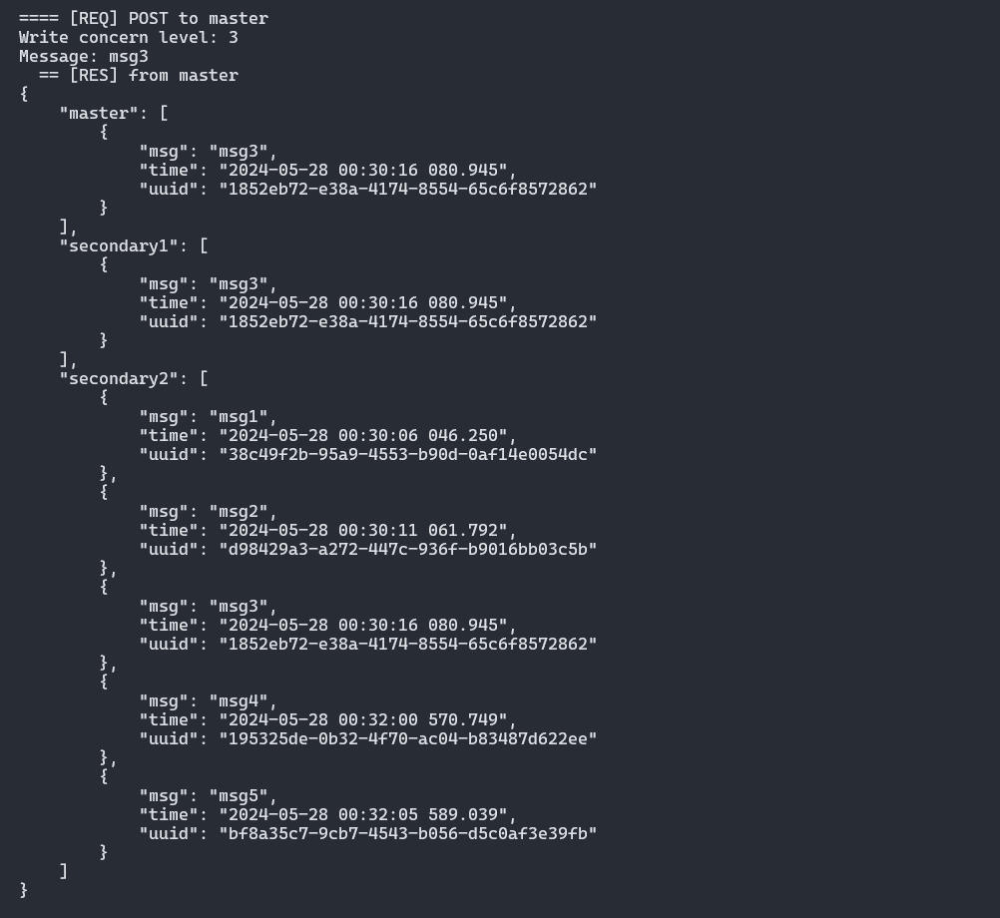 ==== [REQ] POST to master
Write concern level: 3
Message: msg3
  == [RES] from master
{
    "master": [
        {
            "msg": "msg3",
            "time": "2024-05-28 00:30:16 080.945",
            "uuid": "1852eb72-e38a-4174-8554-65c6f8572862"
        }
    ],
    "secondary1": [
        {
            "msg": "msg3",
            "time": "2024-05-28 00:30:16 080.945",
            "uuid": "1852eb72-e38a-4174-8554-65c6f8572862"
        }
    ],
    "secondary2": [
        {
            "msg": "msg1",
            "time": "2024-05-28 00:30:06 046.250",
            "uuid": "38c49f2b-95a9-4553-b90d-0af14e0054dc"
        },
        {
            "msg": "msg2",
            "time": "2024-05-28 00:30:11 061.792",
            "uuid": "d98429a3-a272-447c-936f-b9016bb03c5b"
        },
        {
            "msg": "msg3",
            "time": "2024-05-28 00:30:16 080.945",
            "uuid": "1852eb72-e38a-4174-8554-65c6f8572862"
        },
        {
            "msg": "msg4",
            "time": "2024-05-28 00:32:00 570.749",
            "uuid": "195325de-0b32-4f70-ac04-b83487d622ee"
        },
        {
            "msg": "msg5",
            "time": "2024-05-28 00:32:05 589.039",
            "uuid": "bf8a35c7-9cb7-4543-b056-d5c0af3e39fb"
        }
    ]
}